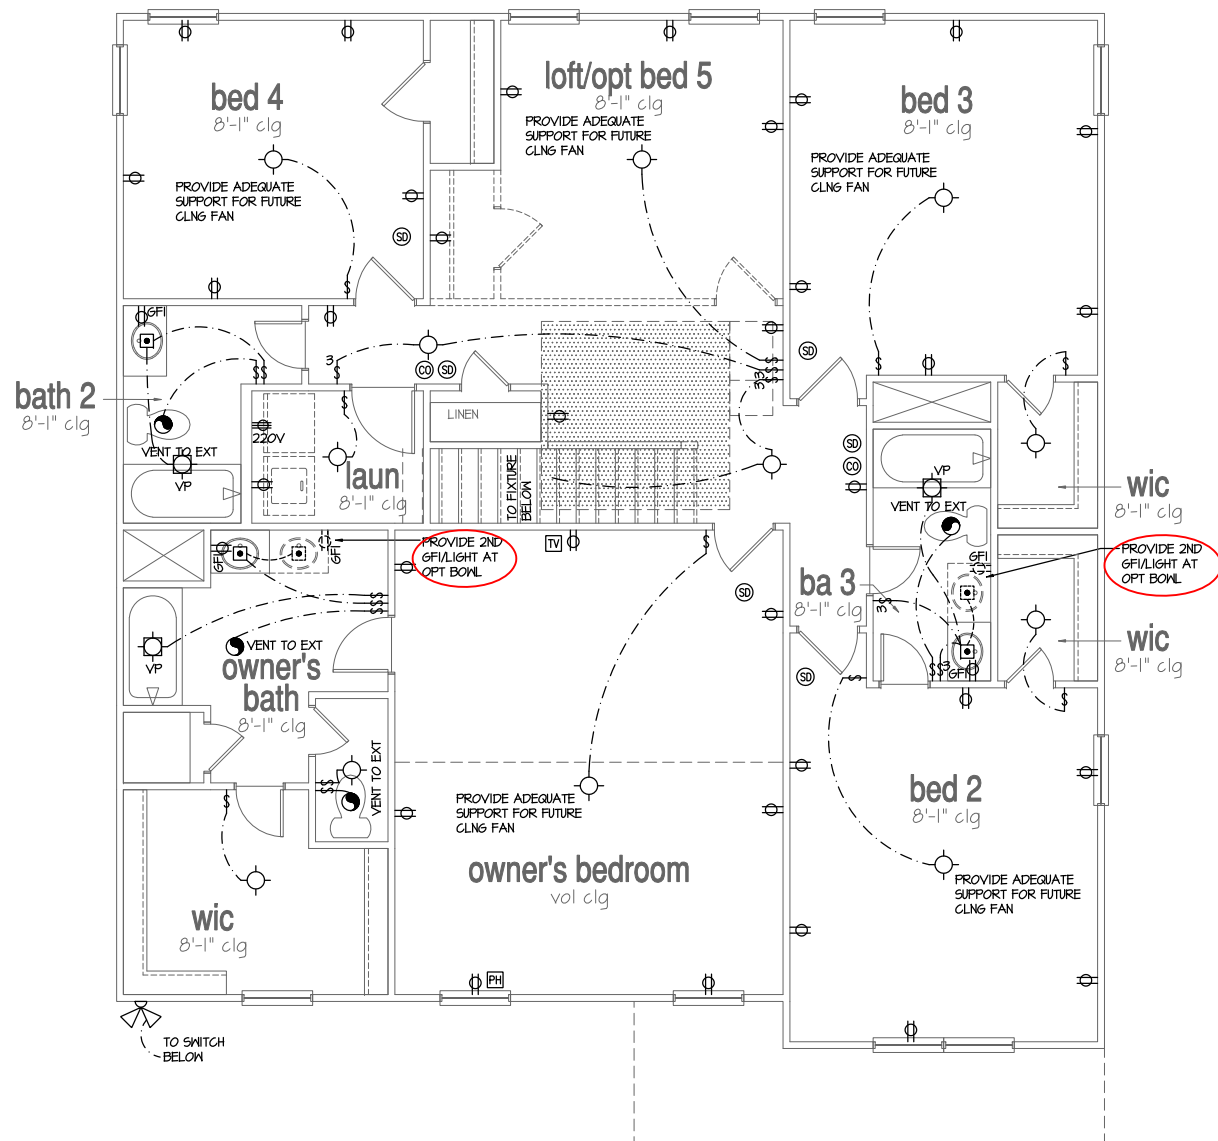 bed 4
8'-1" clg
PROVIDE ADEQUATE
SUPPORT FOR FUTURE
CLNG FAN
SD
$
loft/opt bed 5
8'-1" clg
PROVIDE ADEQUATE
SUPPORT FOR FUTURE
CLNG FAN
bed 3
8'-1" clg
PROVIDE ADEQUATE
SUPPORT FOR FUTURE
CLNG FAN
SD
$
$
GFI
bath 2
8'-1" clg
$$
VENT TO EXT
VP
3
$
CO
SD
$
$
$
3
3
$
220V
laun
8'-1" clg
LINEN
TO FIXTURE
BELOW
SD
CO
VP
VENT TO EXT
wic
8'-1" clg
GFI
GFI
PROVIDE 2ND
GFI/LIGHT AT
OPT BOWL
TV
$
SD
$
$
$
VP
VENT TO EXT
owner's
bath
8'-1" clg
ba 3
8'-1" clg
3
$$
GFI
PROVIDE 2ND
GFI/LIGHT AT
OPT BOWL
$$
3
GFI
wic
8'-1" clg
SD
$
$
VENT TO EXT
$$
$
PROVIDE ADEQUATE
SUPPORT FOR FUTURE
CLNG FAN
owner's bedroom
vol clg
bed 2
8'-1" clg
PROVIDE ADEQUATE
SUPPORT FOR FUTURE
CLNG FAN
wic
8'-1" clg
PH
TO SWITCH
BELOW